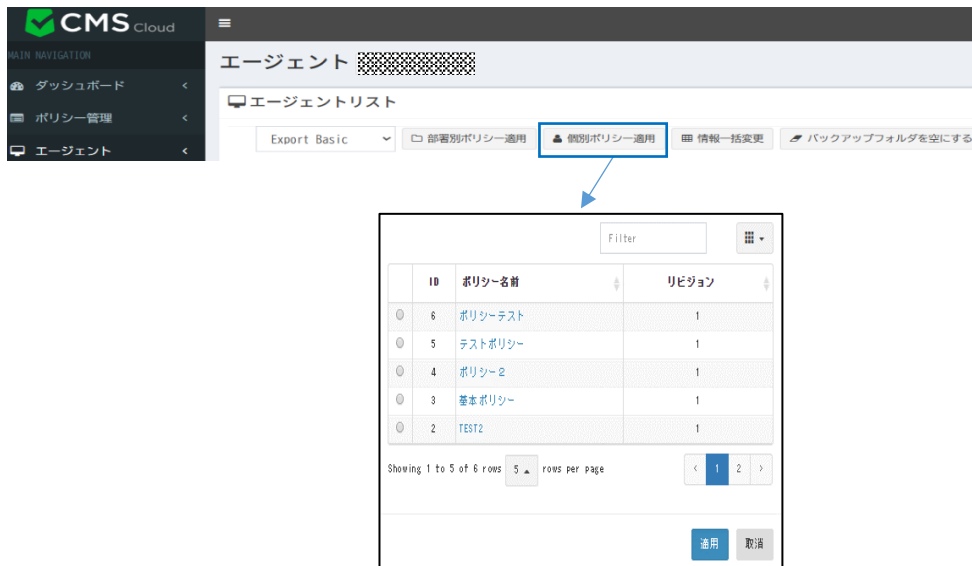 CMS Cloud
MAIN NAVIGATION
ダッシュボード
ポリシー管理
エージェント
エージェント
エージェントリスト
Export Basic 部署別ポリシー適用 個別ポリシー適用 情報一括変更 バックアップフォルダを空にする
Filter
ID ポリシー名前 リビジョン
6 ポリシーテスト 1
5 テストポリシー 1
4 ポリシー２ 1
3 基本ポリシー 1
2 TEST2 1
Showing 1 to 5 of 6 rows 5 rows per page ‹ 1 2 ›
適用 取消